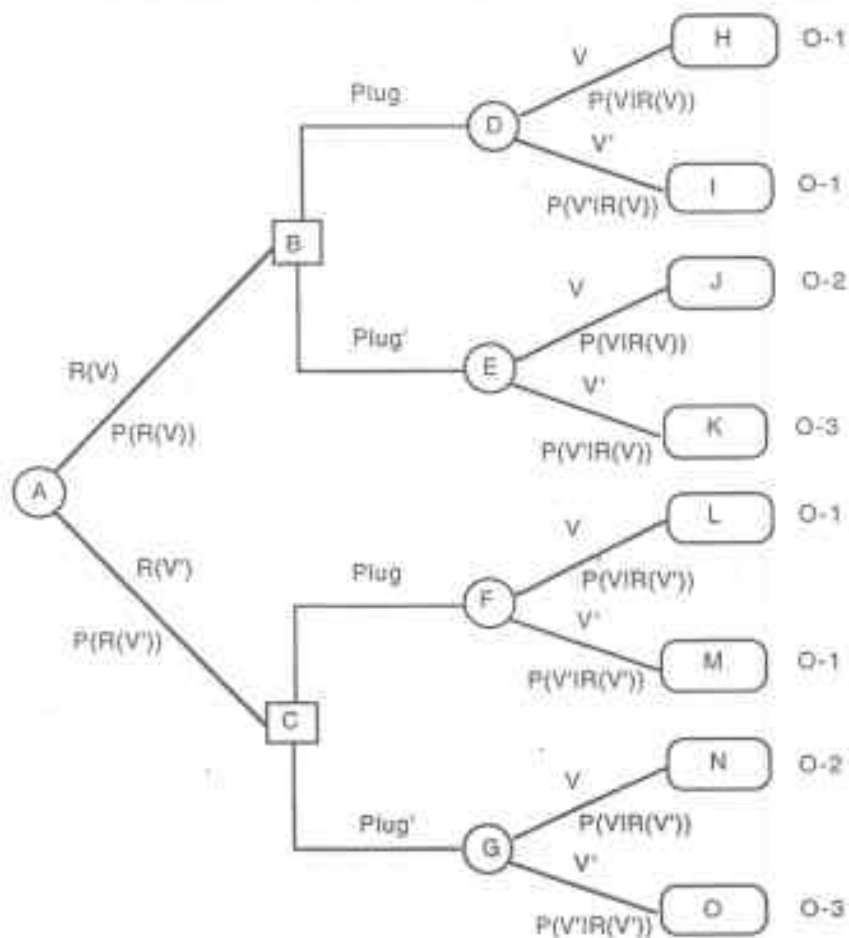 V
H
O-1
Plug
D
P(V|R(V))
V'
I
O-1
P(V'|R(V))
B
V
J
O-2
Plug'
E
P(V|R(V))
V'
R(V)
K
O-3
P(R(V))
P(V'|R(V))
A
V
L
O-1
R(V')
Plug
F
P(V|R(V'))
V'
P(R(V'))
M
O-1
P(V'|R(V'))
C
V
N
O-2
Plug'
G
P(V|R(V'))
V'
O
O-3
P(V'|R(V'))